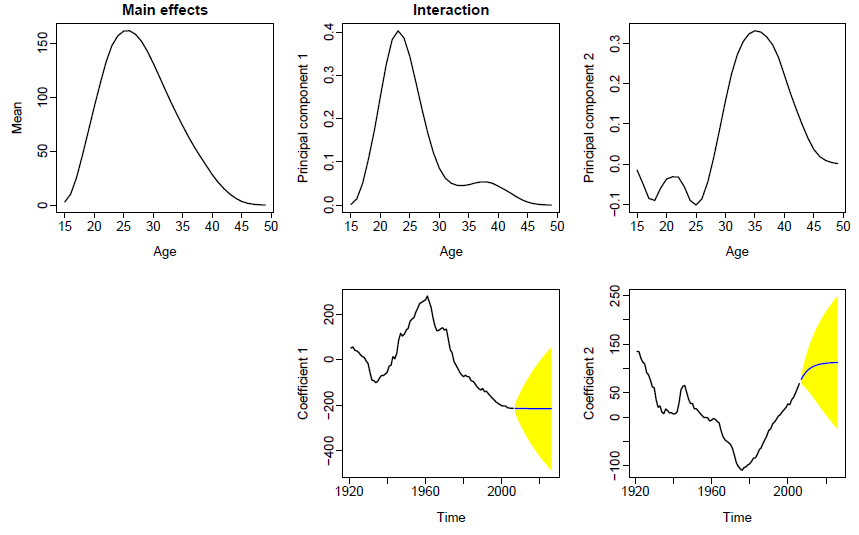 Main effects
Mean
0 50 100 150
15 20 25 30 35 40 45 50
Age
Interaction
Principal component 1
0.0 0.1 0.2 0.3 0.4
15 20 25 30 35 40 45 50
Age
Principal component 2
−0.1 0.0 0.1 0.2 0.3
15 20 25 30 35 40 45 50
Age
Coefficient 1
−400 −200 0 200
1920 1960 2000
Time
Coefficient 2
−100 0 50 150 250
1920 1960 2000
Time